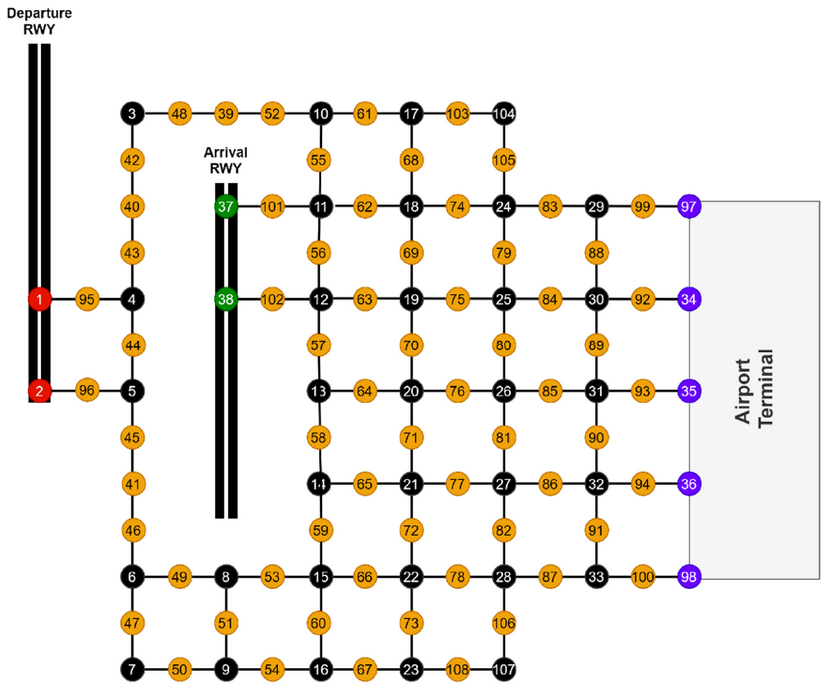 Departure
RWY
3 48 39 52 10 61 17 103 104
Arrival
RWY
42 55 68 105
40 37 101 11 62 18 74 24 83 29 99 97
43 56 69 79 88
1 95 4 38 102 12 63 19 75 25 84 30 92 34
44 57 70 80 89
2 96 5 13 64 20 76 26 85 31 93 35
Airport
Terminal
45 58 71 81 90
41 14 65 21 77 27 86 32 94 36
46 59 72 82 91
6 49 8 53 15 66 22 78 28 87 33 100 98
47 51 60 73 106
7 50 9 54 16 67 23 108 107